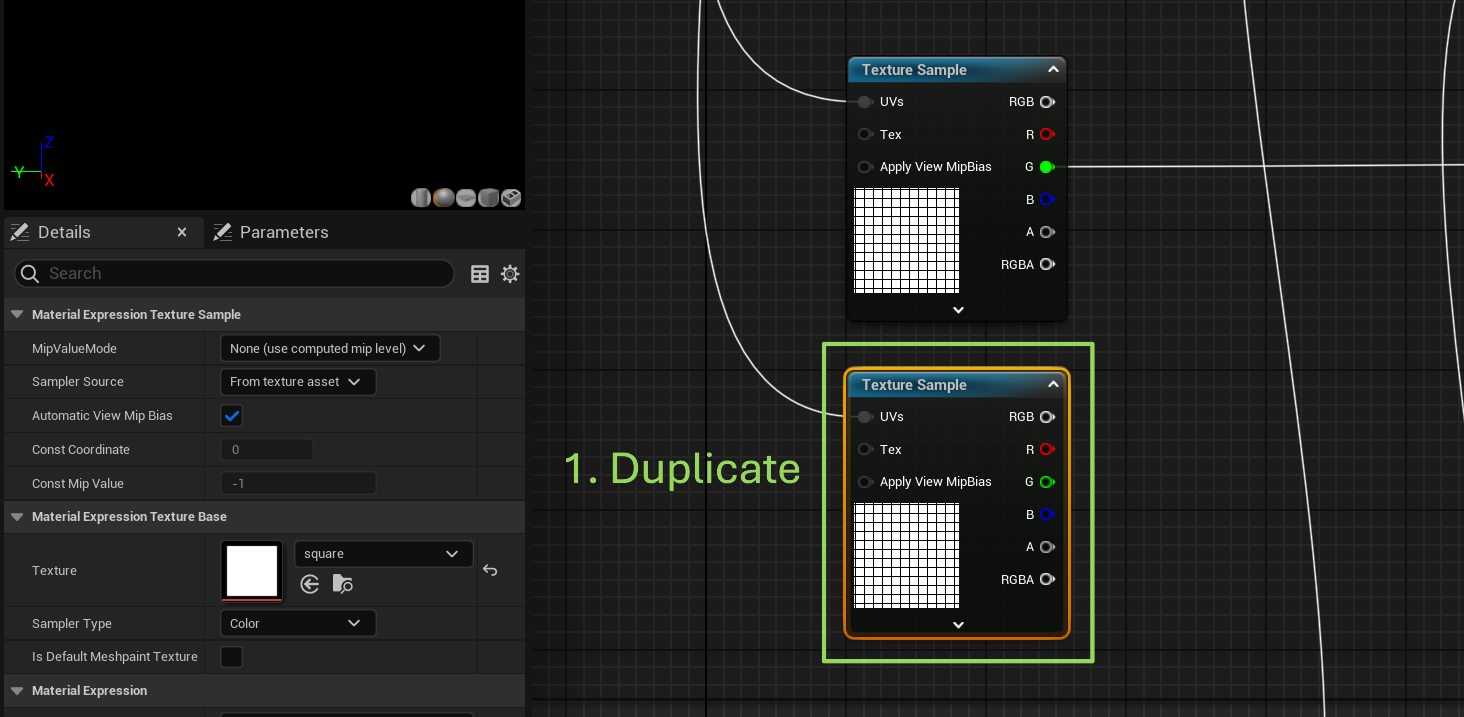 Z
Y
X
Details
Parameters
Search
Material Expression Texture Sample
MipValueMode
None (use computed mip level)
Sampler Source
From texture asset
Automatic View Mip Bias
Const Coordinate
0
Const Mip Value
-1
Material Expression Texture Base
Texture
square
Sampler Type
Color
Is Default Meshpaint Texture
Material Expression
Texture Sample
UVs RGB
Tex R
Apply View MipBias G
B
A
RGBA
1. Duplicate
Texture Sample
UVs RGB
Tex R
Apply View MipBias G
B
A
RGBA